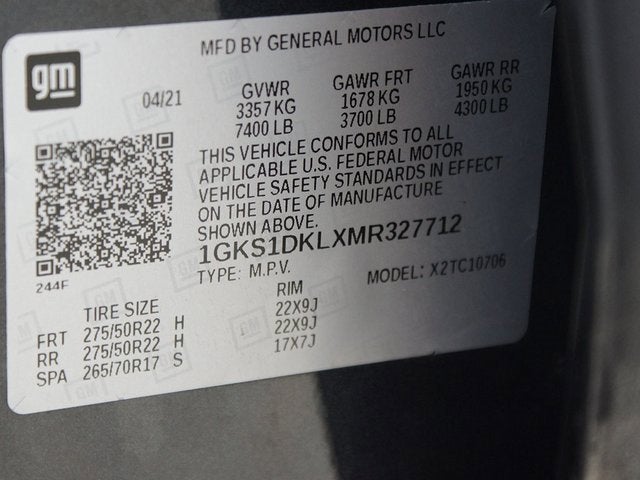 MFD BY GENERAL MOTORS LLC
gm
04/21
GVWR GAWR FRT GAWR RR
3357 KG 1678 KG 1950 KG
7400 LB 3700 LB 4300 LB
THIS VEHICLE CONFORMS TO ALL
APPLICABLE U.S. FEDERAL MOTOR
VEHICLE SAFETY STANDARDS IN EFFECT
ON THE DATE OF MANUFACTURE
SHOWN ABOVE.
1GKS1DKLXMR327712
TYPE: M.P.V. MODEL: X2TC10706
244F
TIRE SIZE RIM
FRT 275/50R22 H 22X9J
RR 275/50R22 H 22X9J
SPA 265/70R17 S 17X7J